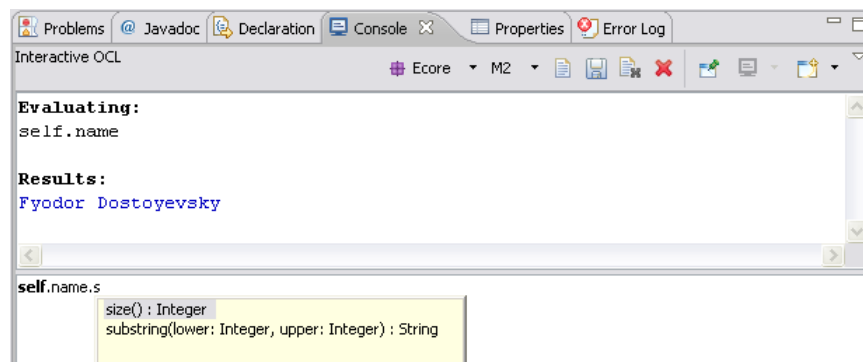 Problems @ Javadoc Declaration Console Properties Error Log
Interactive OCL Ecore M2
Evaluating:
self.name
Results:
Fyodor Dostoyevsky
self.name.s
size() : Integer
substring(lower: Integer, upper: Integer) : String